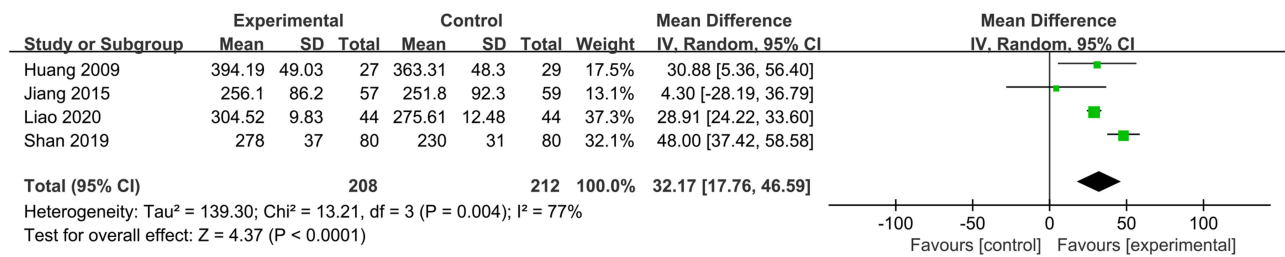 Experimental Control Mean Difference Mean Difference
Study or Subgroup Mean SD Total Mean SD Total Weight IV, Random, 95% CI IV, Random, 95% CI
Huang 2009 394.19 49.03 27 363.31 48.3 29 17.5% 30.88 [5.36, 56.40]
Jiang 2015 256.1 86.2 57 251.8 92.3 59 13.1% 4.30 [-28.19, 36.79]
Liao 2020 304.52 9.83 44 275.61 12.48 44 37.3% 28.91 [24.22, 33.60]
Shan 2019 278 37 80 230 31 80 32.1% 48.00 [37.42, 58.58]
Total (95% CI) 208 212 100.0% 32.17 [17.76, 46.59]
Heterogeneity: Tau² = 139.30; Chi² = 13.21, df = 3 (P = 0.004); I² = 77%
Test for overall effect: Z = 4.37 (P < 0.0001)
-100 -50 0 50 100
Favours [control] Favours [experimental]